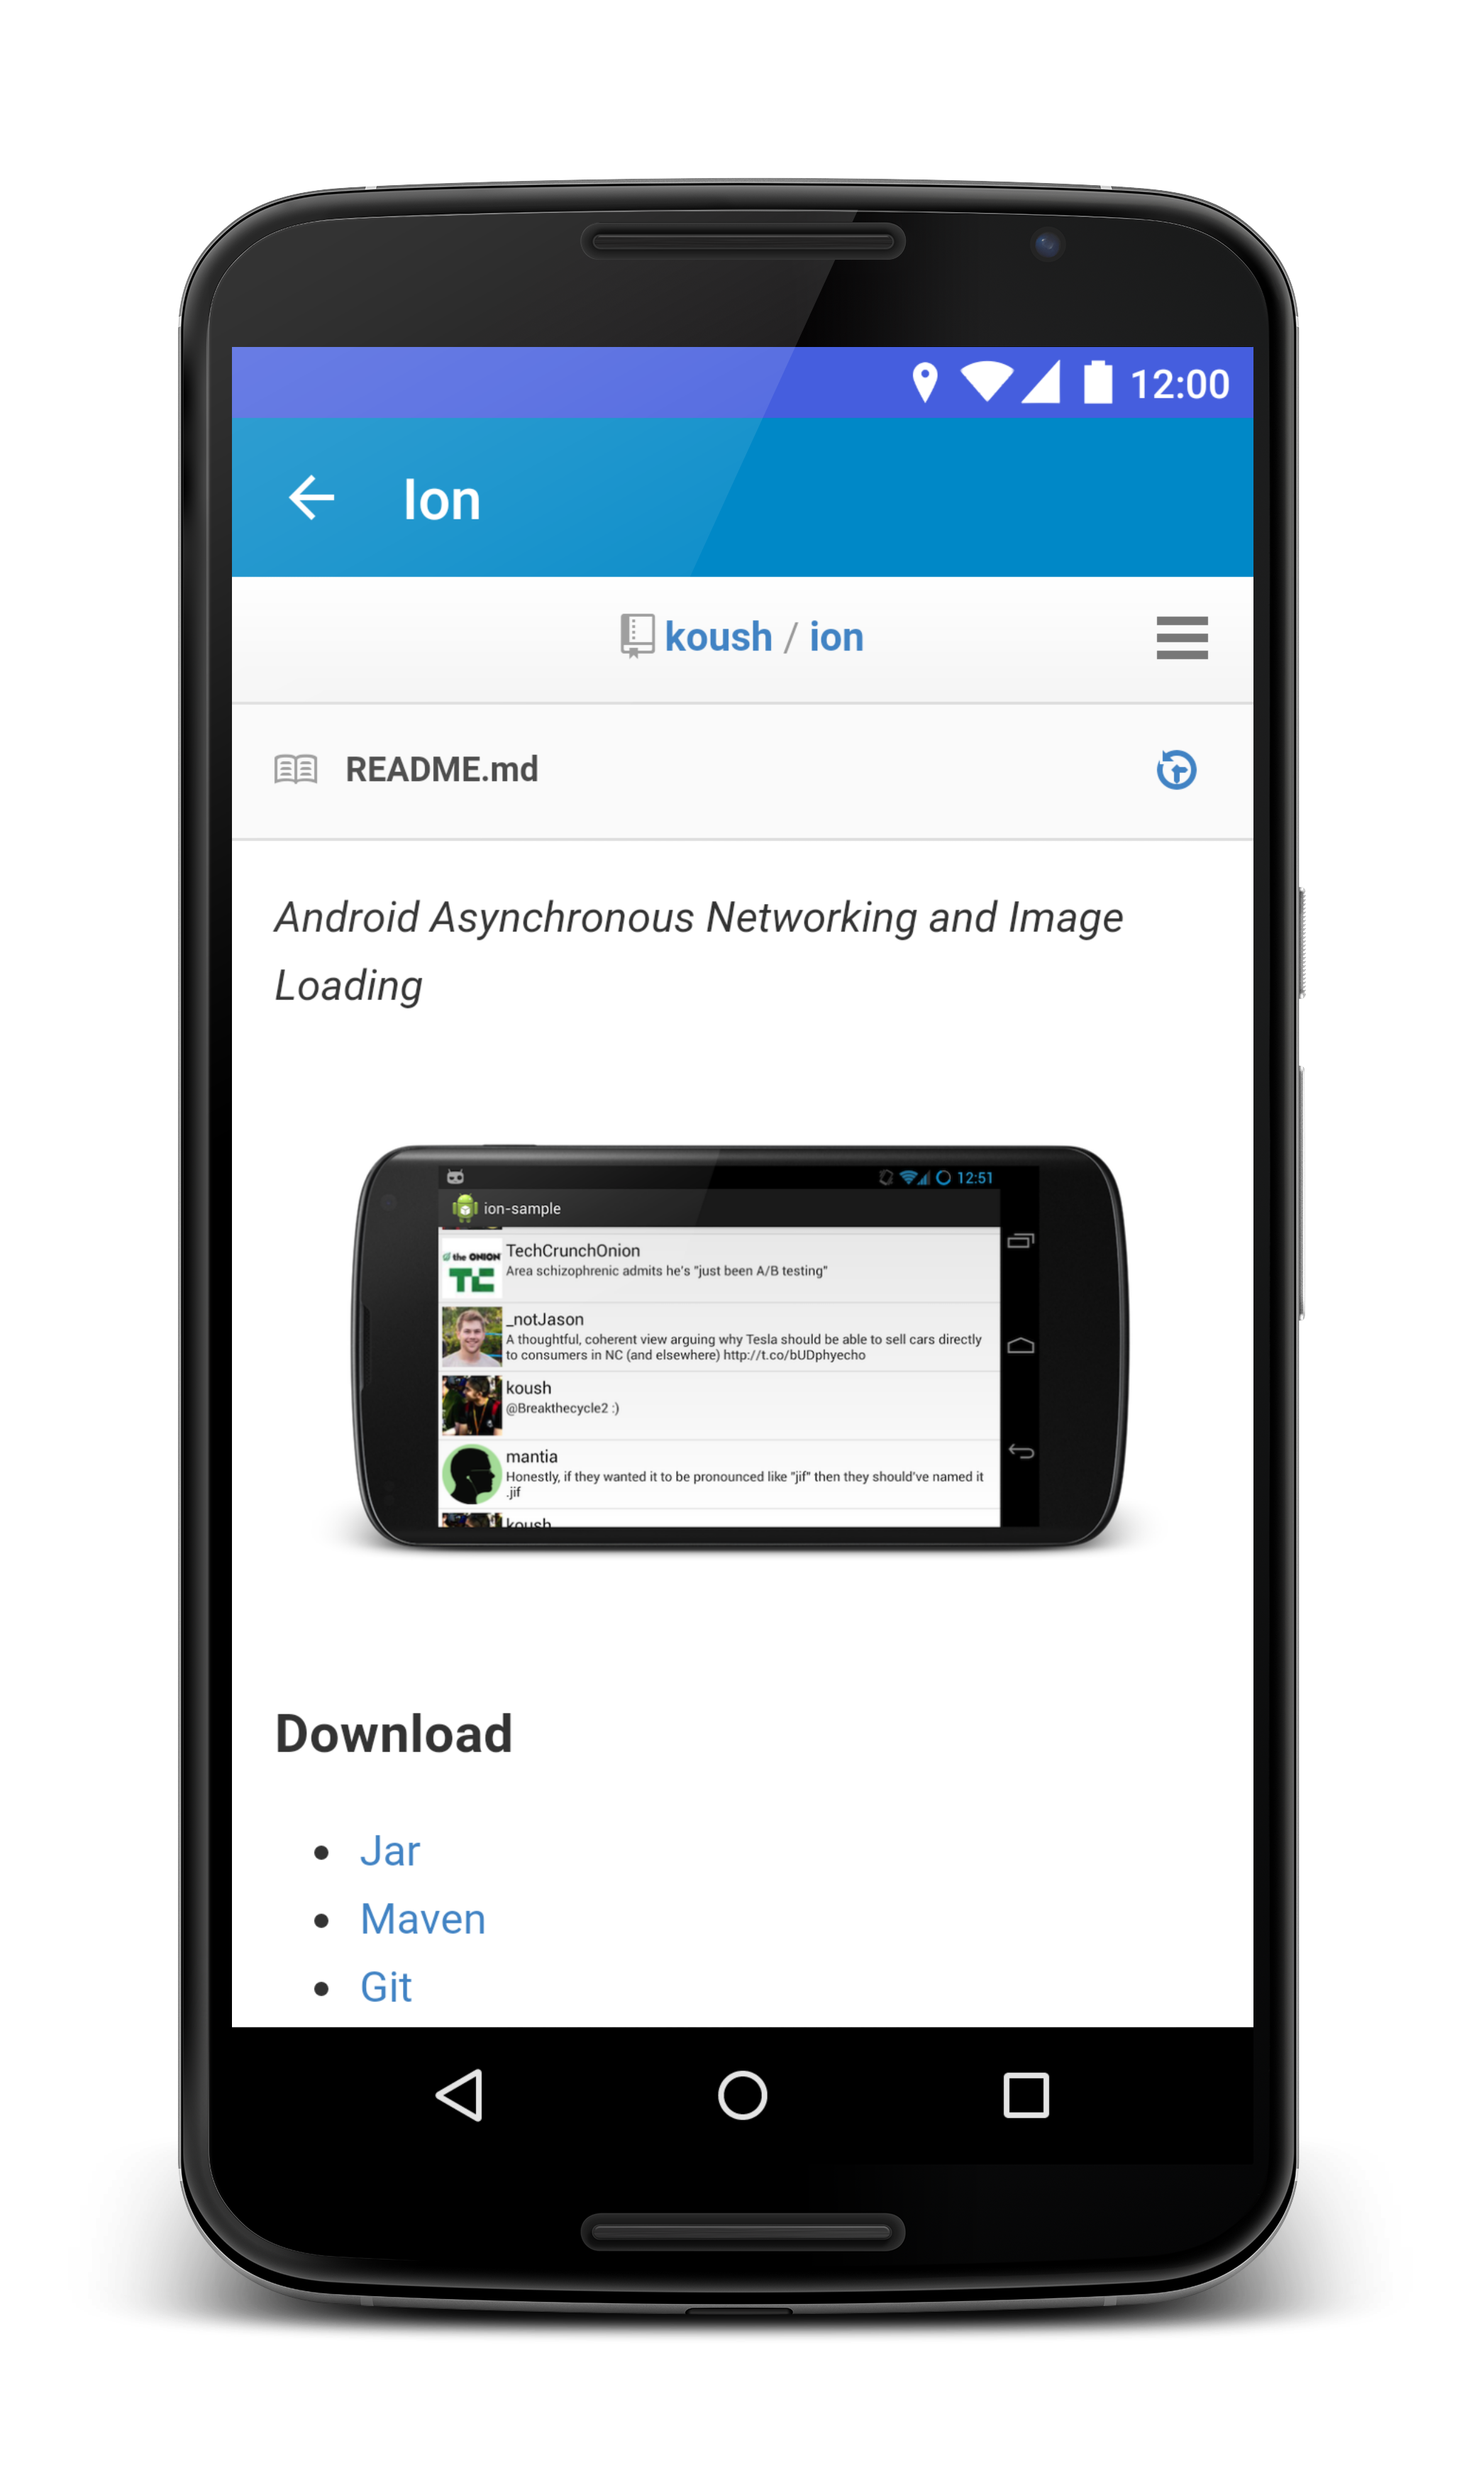 12:00
Ion
koush / ion
README.md
Android Asynchronous Networking and Image
Loading
12:51
ion-sample
the ONION
TC
TechCrunchOnion
Area schizophrenic admits he's "just been A/B testing"
_notJason
A thoughtful, coherent view arguing why Tesla should be able to sell cars directly
to consumers in NC (and elsewhere) http://t.co/bUDphyecho
koush
@Breakthecycle2 :)
mantia
Honestly, if they wanted it to be pronounced like "jif" then they should've named it
.jif
koush
Download
• Jar
• Maven
• Git